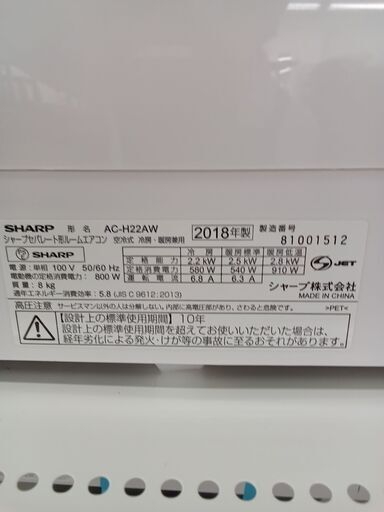 SHARP 形名 AC-H22AW 2018年製 製造番号
シャープセパレート形ルームエアコン 空冷式 冷房・暖房兼用 81001512
SHARP
冷房 暖房標準 暖房低温
定格能力 2.2 kW 2.5 kW 2.8 kW
電源：単相 100 V 50/60 Hz 定格消費電力 580 W 540 W 910 W
電動機の定格消費電力： 800 W 運転電流 6.8 A 6.3 A
JET
質量：8 kg
通年エネルギー消費効率：5.8 (JIS C 9612:2013)
シャープ株式会社
MADE IN CHINA
高圧注意 サービスマン以外の人は分解しない。内部に高電圧部があり、さわると危険です。 >PET<
【設計上の標準使用期間】10年
設計上の標準使用期間を超えてお使いいただいた場合は、
経年劣化による発火・けが等の事故に至るおそれがあります。